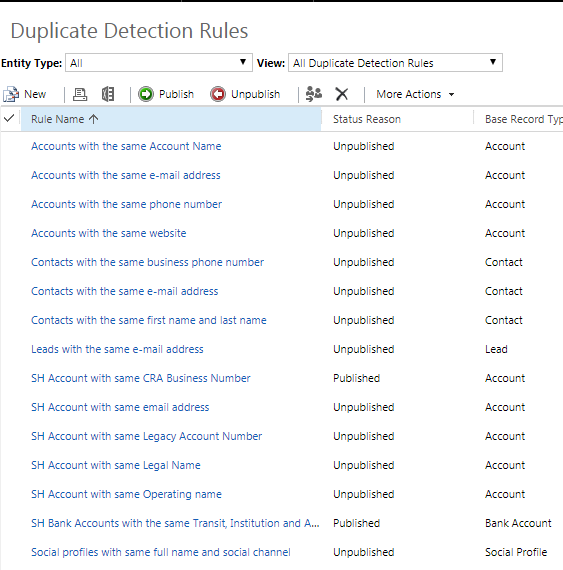 Duplicate Detection Rules
Entity Type: All View: All Duplicate Detection Rules
New Publish Unpublish More Actions
Rule Name Status Reason Base Record Typ
Accounts with the same Account Name Unpublished Account
Accounts with the same e-mail address Unpublished Account
Accounts with the same phone number Unpublished Account
Accounts with the same website Unpublished Account
Contacts with the same business phone number Unpublished Contact
Contacts with the same e-mail address Unpublished Contact
Contacts with the same first name and last name Unpublished Contact
Leads with the same e-mail address Unpublished Lead
SH Account with same CRA Business Number Published Account
SH Account with same email address Unpublished Account
SH Account with same Legacy Account Number Unpublished Account
SH Account with same Legal Name Unpublished Account
SH Account with same Operating name Unpublished Account
SH Bank Accounts with the same Transit, Institution and A... Published Bank Account
Social profiles with same full name and social channel Unpublished Social Profile